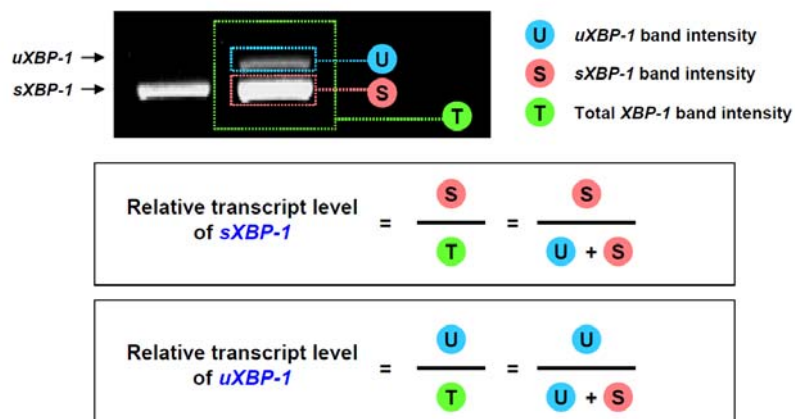 uXBP-1 → U U uXBP-1 band intensity
sXBP-1 → S S sXBP-1 band intensity
T T Total XBP-1 band intensity
Relative transcript level
of sXBP-1
= S / T = S / U + S
Relative transcript level
of uXBP-1
= U / T = U / U + S